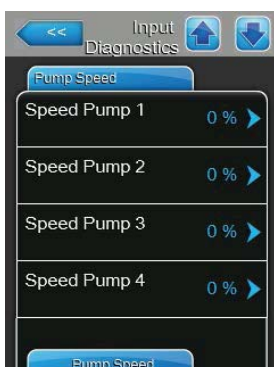 << Input
Diagnostics
Pump Speed
Speed Pump 1 0 %
Speed Pump 2 0 %
Speed Pump 3 0 %
Speed Pump 4 0 %
Pump Speed